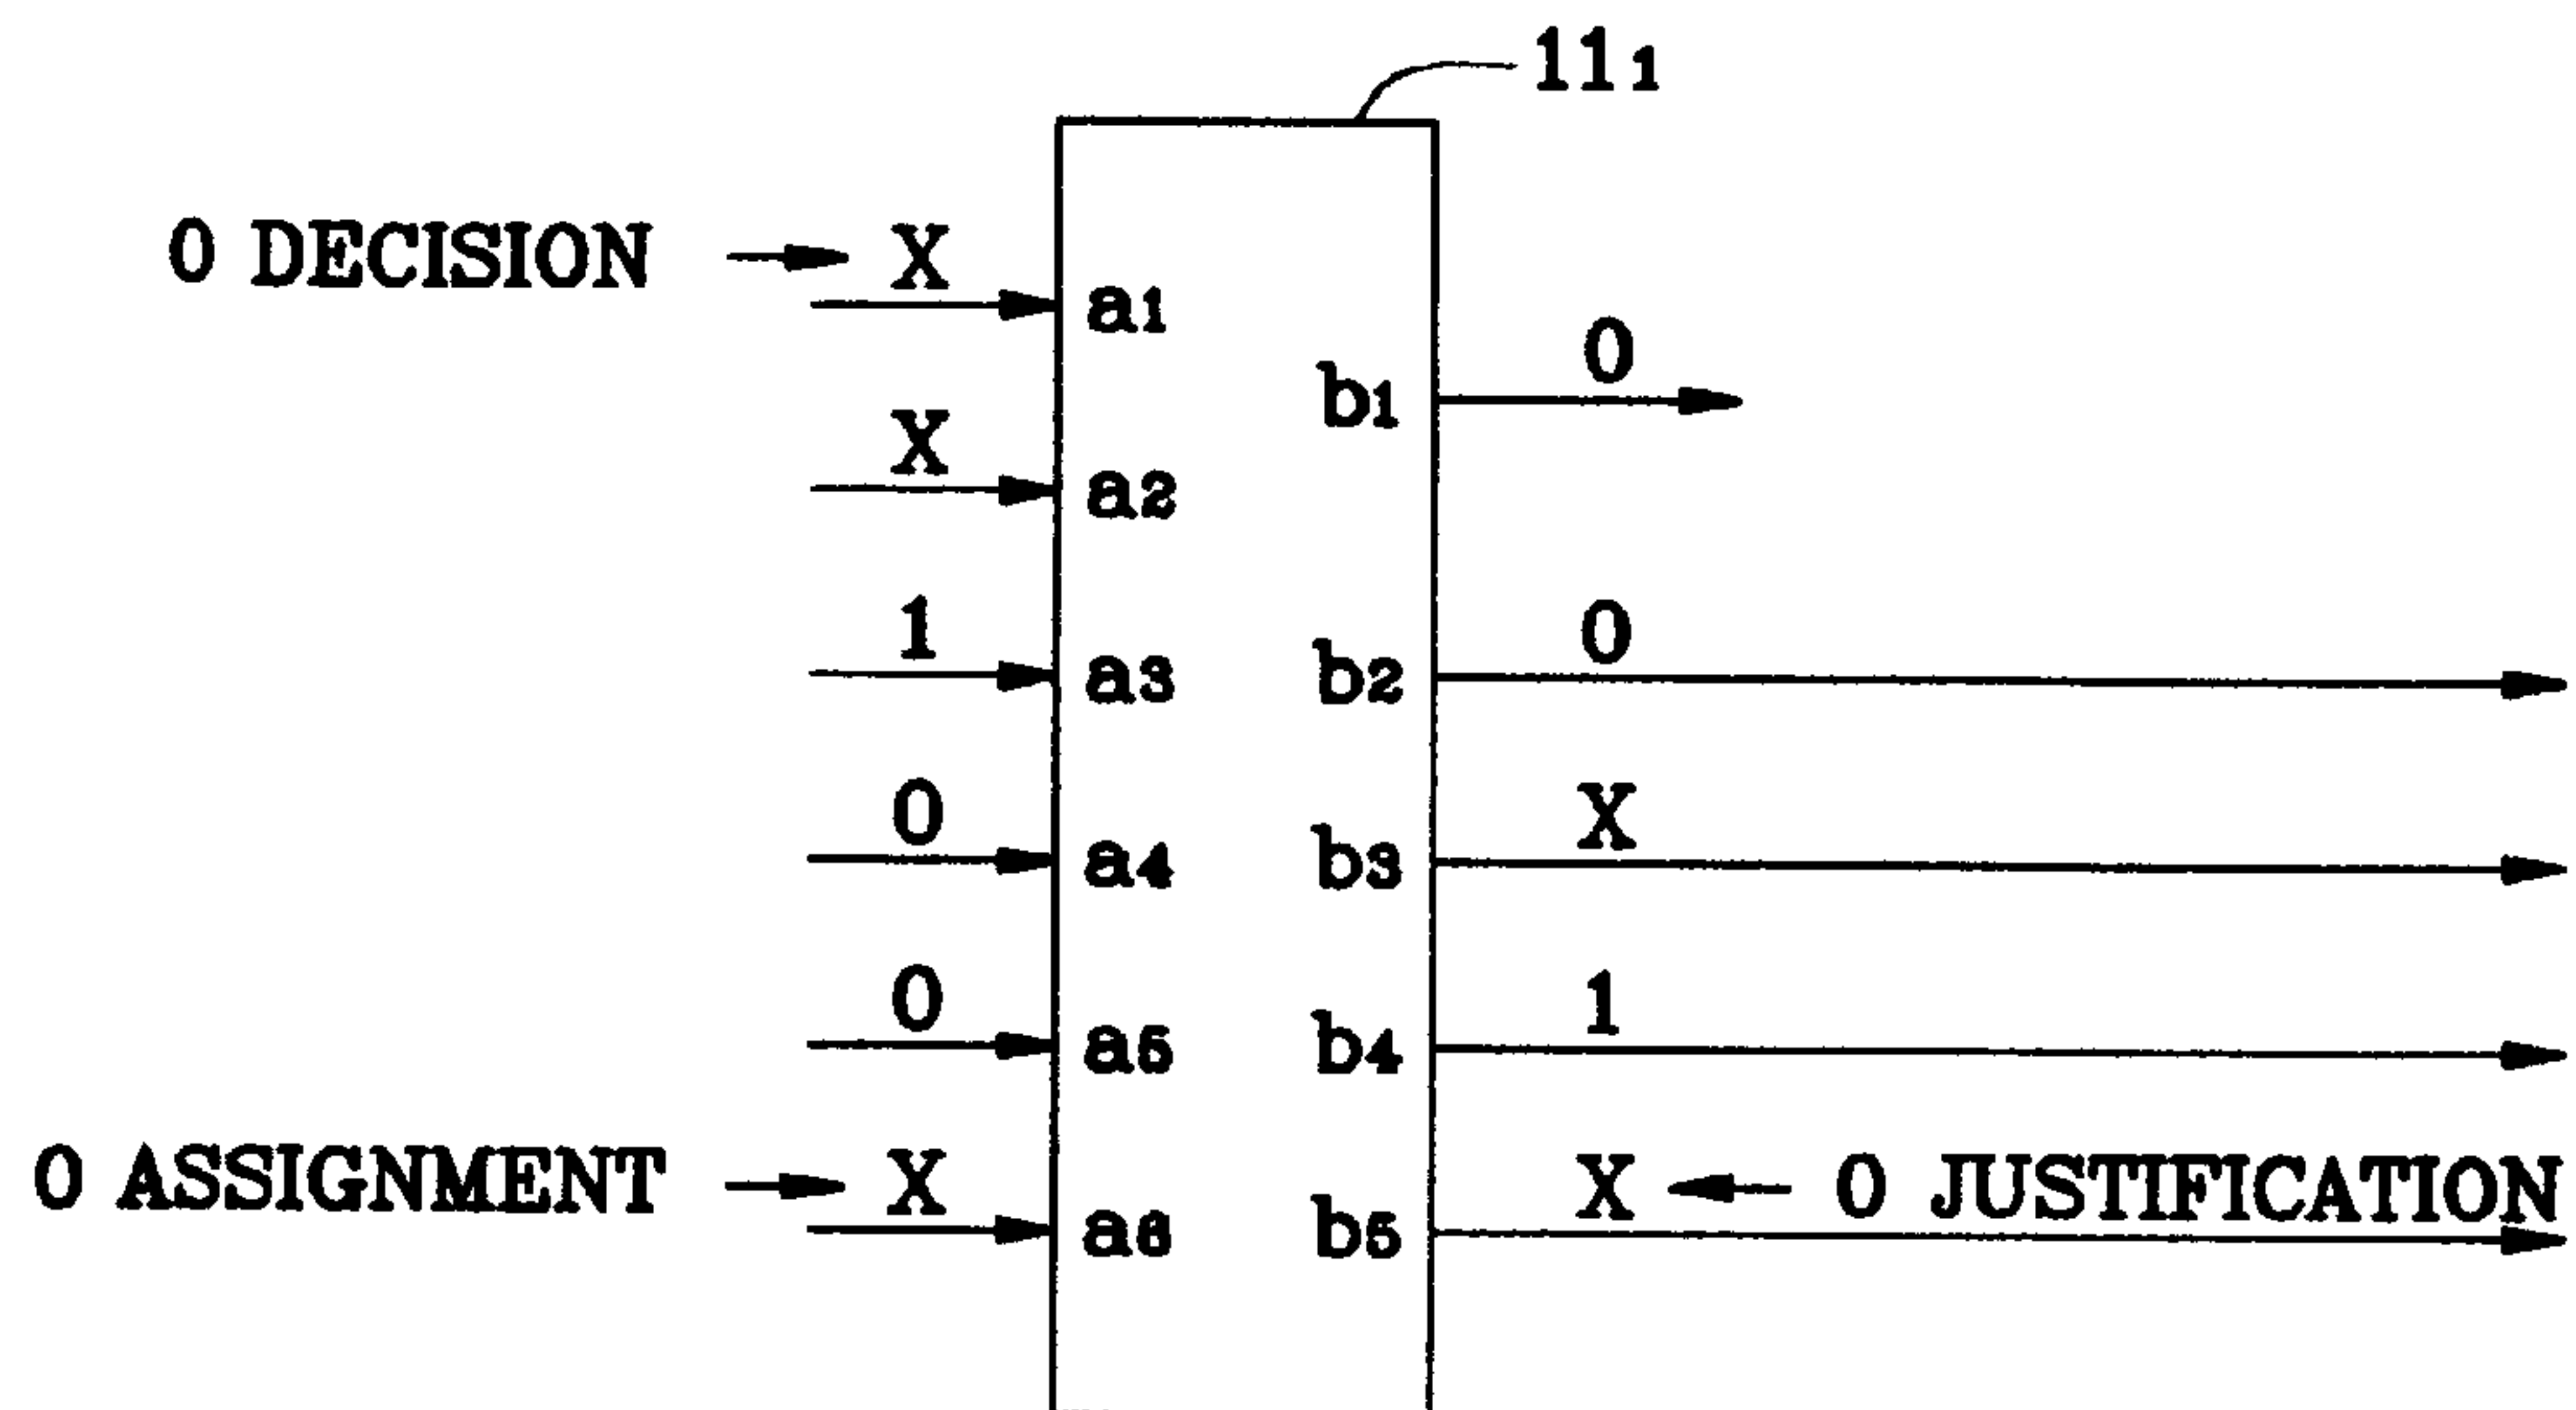 11₁
0 DECISION → X
a1
b1
0
X
a2
1
a3
b2
0
0
a4
b3
X
0
a5
b4
1
0 ASSIGNMENT → X
a6
b5
X ← 0 JUSTIFICATION